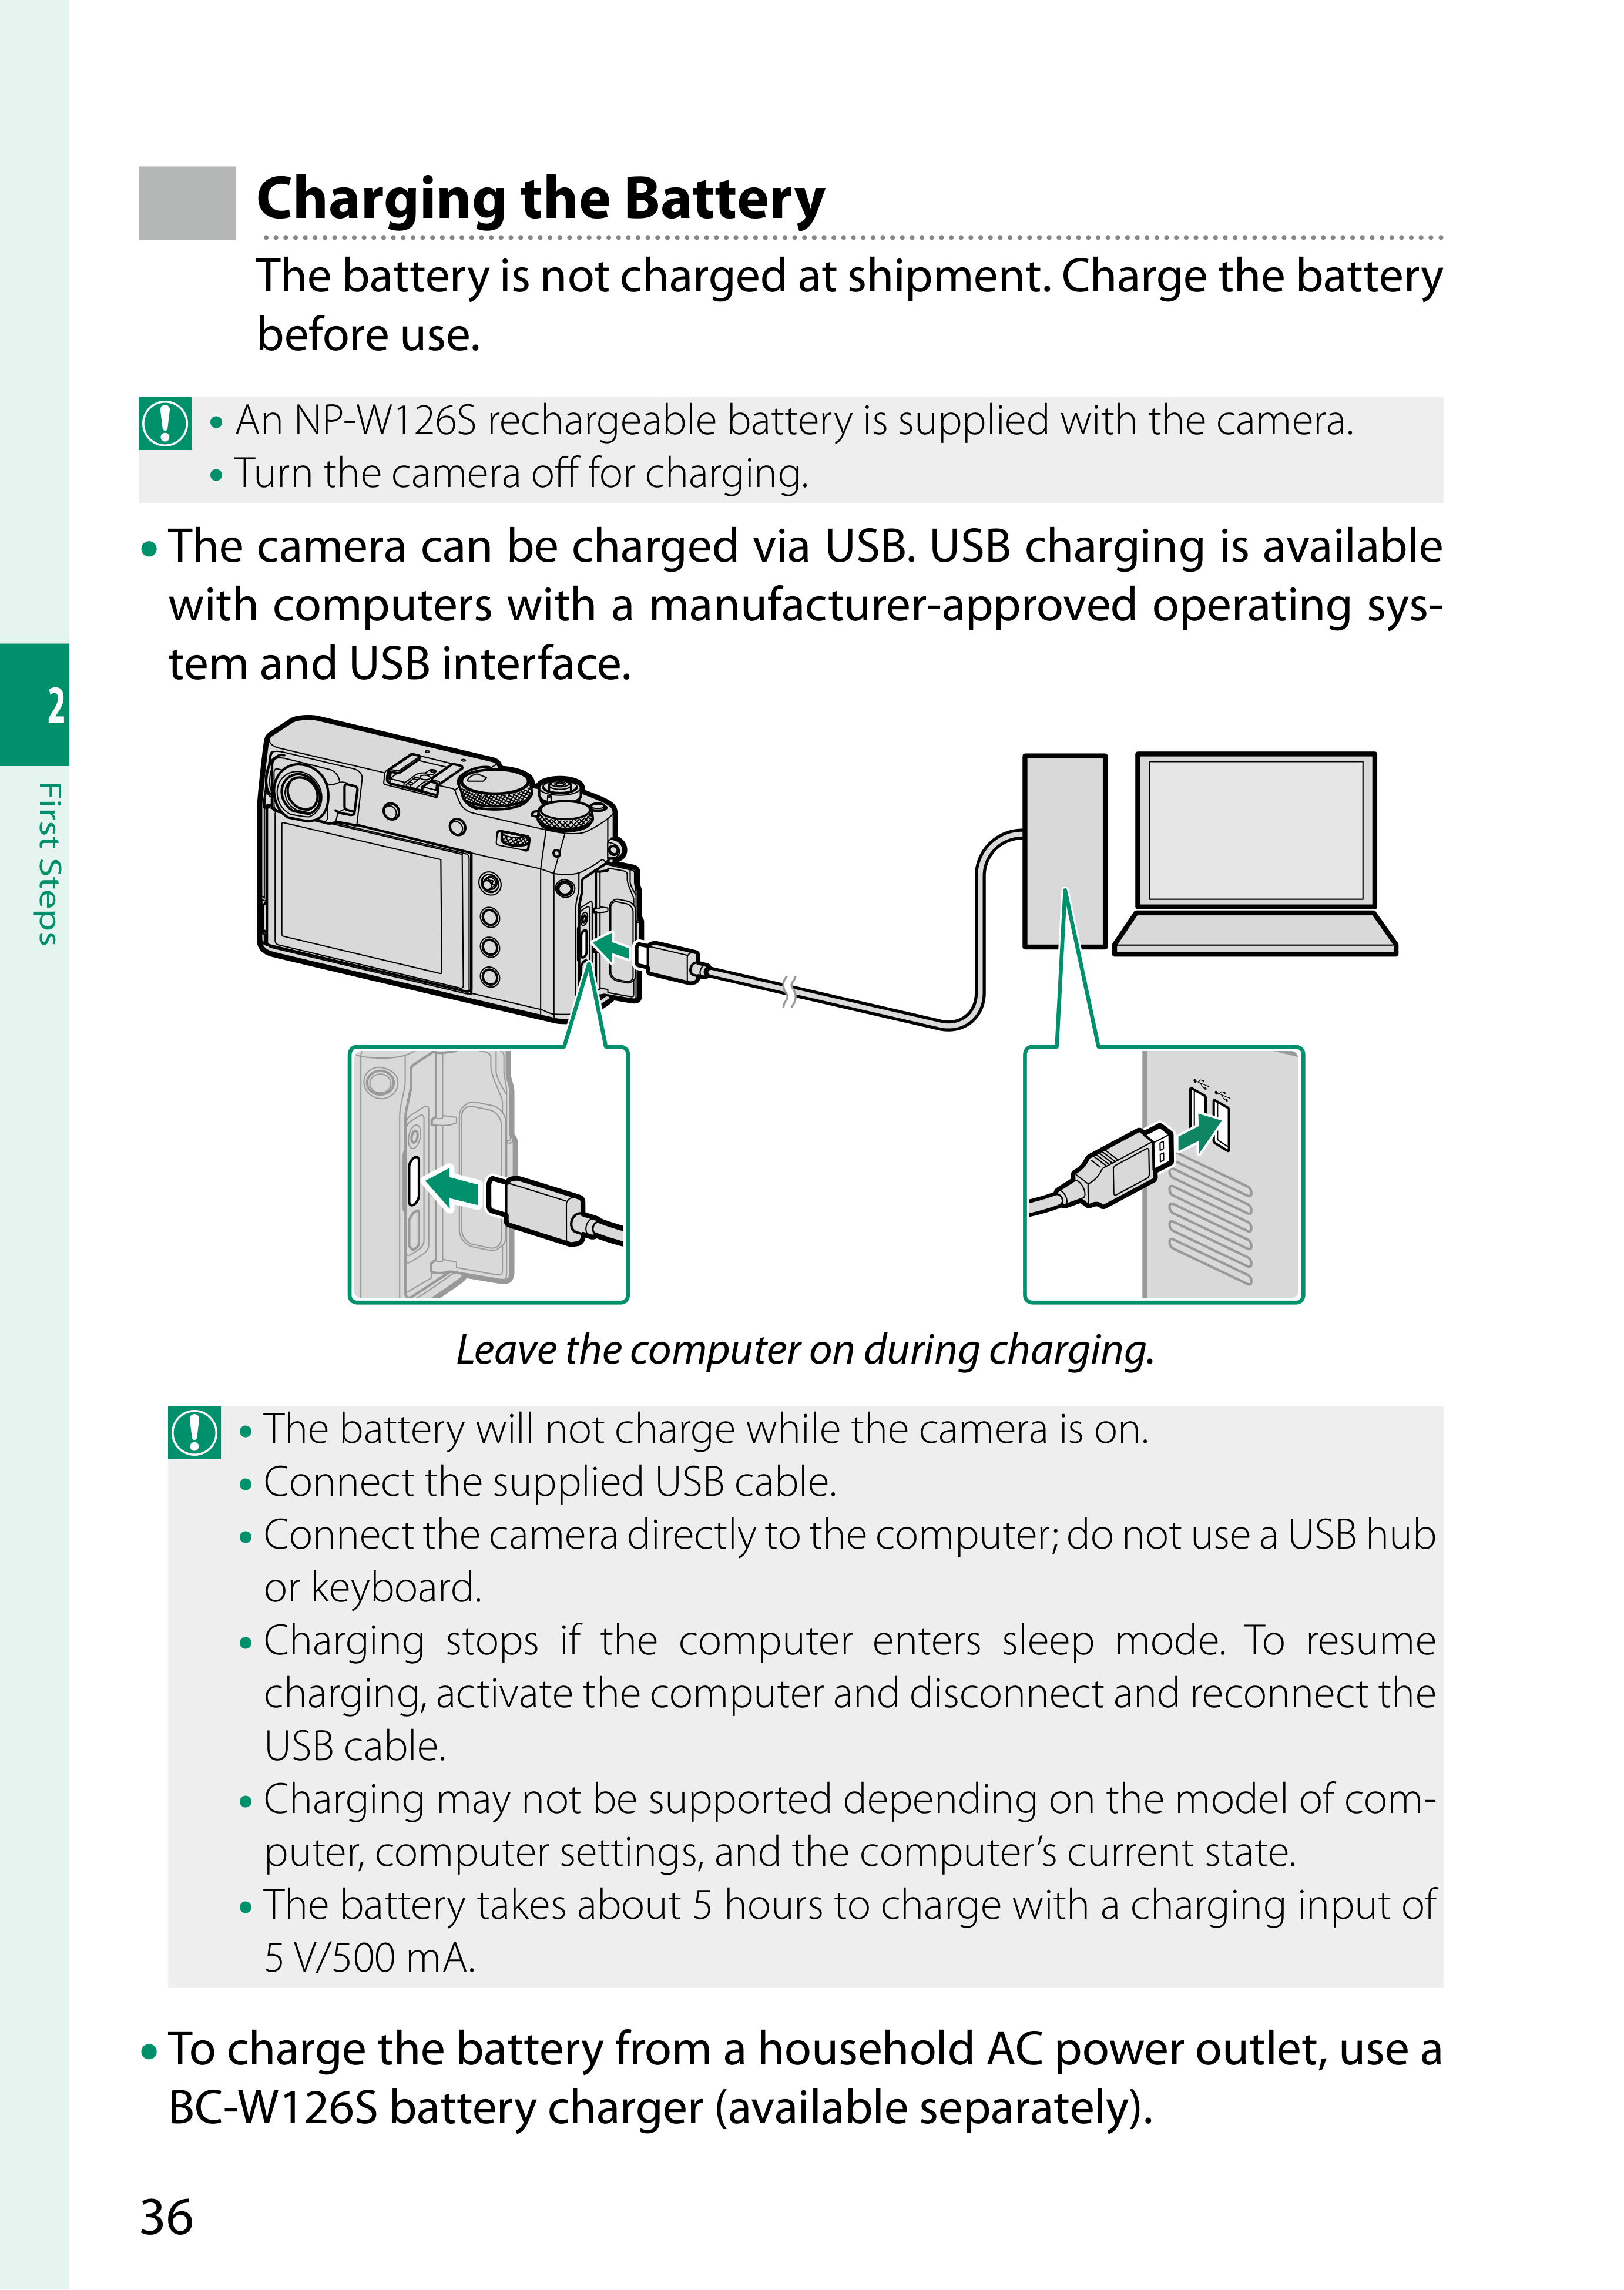 Charging the Battery
The battery is not charged at shipment. Charge the battery
before use.
• An NP-W126S rechargeable battery is supplied with the camera.
• Turn the camera off for charging.
• The camera can be charged via USB. USB charging is available
with computers with a manufacturer-approved operating sys-
tem and USB interface.
2
First Steps
Leave the computer on during charging.
• The battery will not charge while the camera is on.
• Connect the supplied USB cable.
• Connect the camera directly to the computer; do not use a USB hub
or keyboard.
• Charging stops if the computer enters sleep mode. To resume
charging, activate the computer and disconnect and reconnect the
USB cable.
• Charging may not be supported depending on the model of com-
puter, computer settings, and the computer’s current state.
• The battery takes about 5 hours to charge with a charging input of
5 V/500 mA.
• To charge the battery from a household AC power outlet, use a
BC-W126S battery charger (available separately).
36